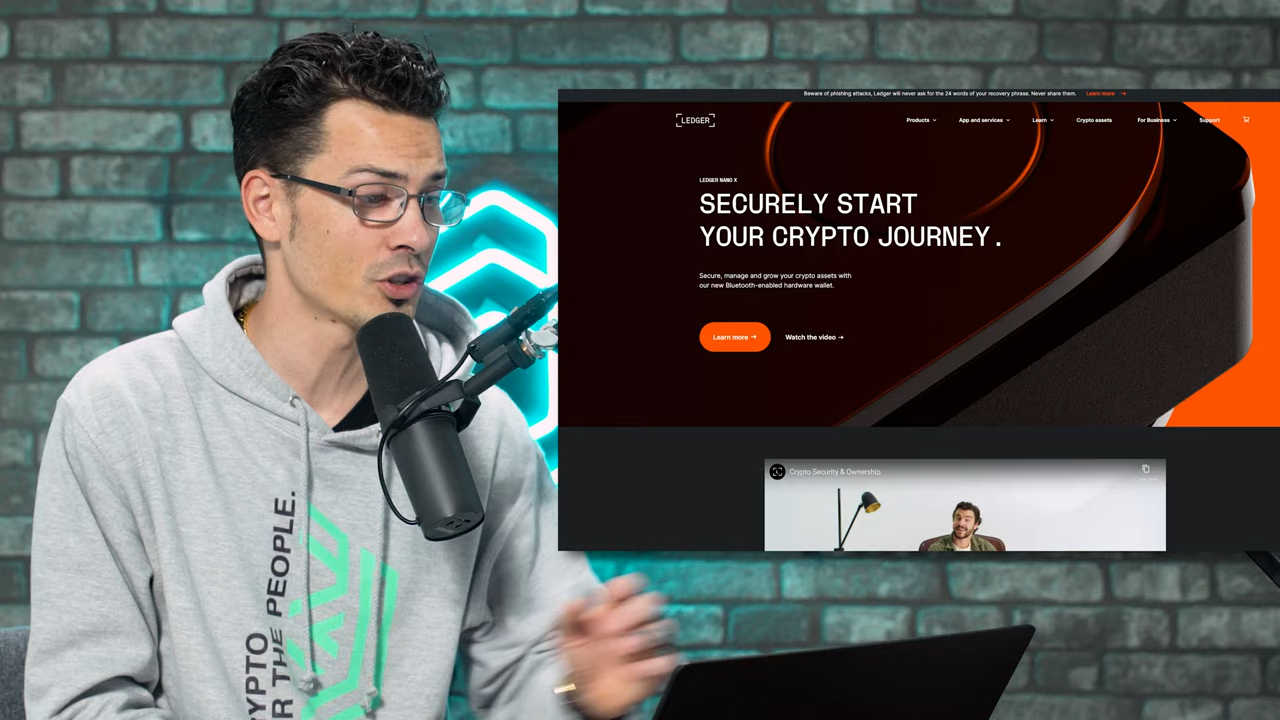 Beware of phishing attacks, Ledger will never ask for the 24 words of your recovery phrase. Never share them. Learn more →
[LEDGER] Products App and services Learn Crypto assets For Business Support
LEDGER NANO X
SECURELY START
YOUR CRYPTO JOURNEY.
Secure, manage and grow your crypto assets with
our new Bluetooth-enabled hardware wallet.
Learn more → Watch the video →
Crypto Security & Ownership
THE PEOPLE.